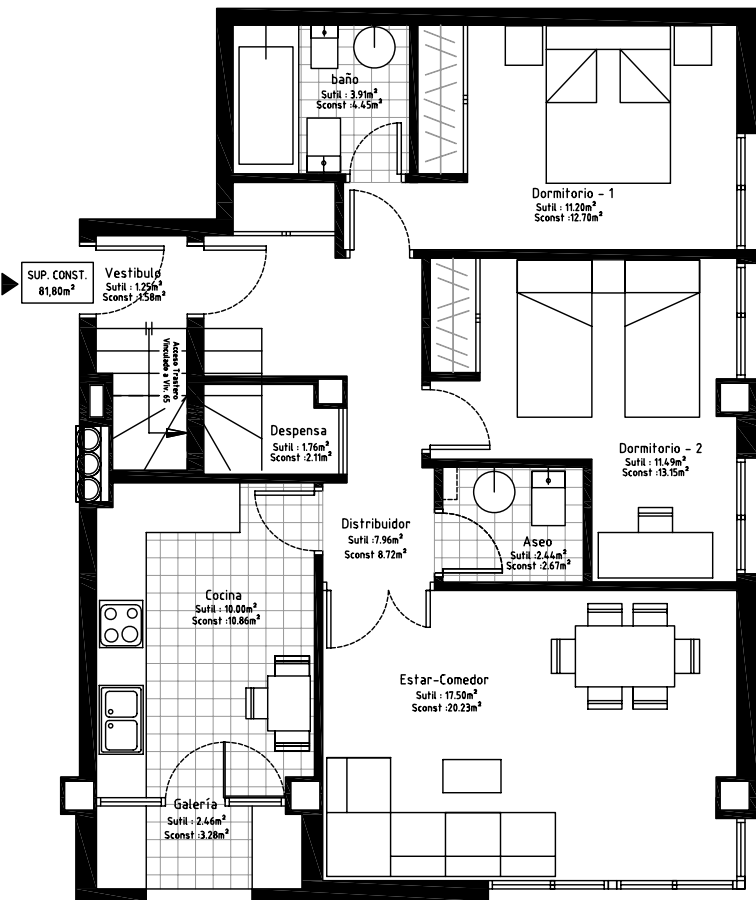 baño
Sutil : 3.91m²
Sconst :4.45m²
Dormitorio - 1
Sutil : 11.20m²
Sconst :12.70m²
SUP. CONST.
81,80m²
Vestibulo
Sutil : 1.25m²
Sconst :1.58m²
Acceso Trastero
Vinculado a Viv. 65
Despensa
Sutil : 1.76m²
Sconst :2.11m²
Dormitorio - 2
Sutil : 11.49m²
Sconst :13.15m²
Distribuidor
Sutil :7.96m²
Sconst 8.72m²
Aseo
Sutil :2.44m²
Sconst :2.67m²
Cocina
Sutil : 10.00m²
Sconst :10.86m²
Estar-Comedor
Sutil : 17.50m²
Sconst :20.23m²
Galería
Sutil : 2.46m²
Sconst :3.28m²